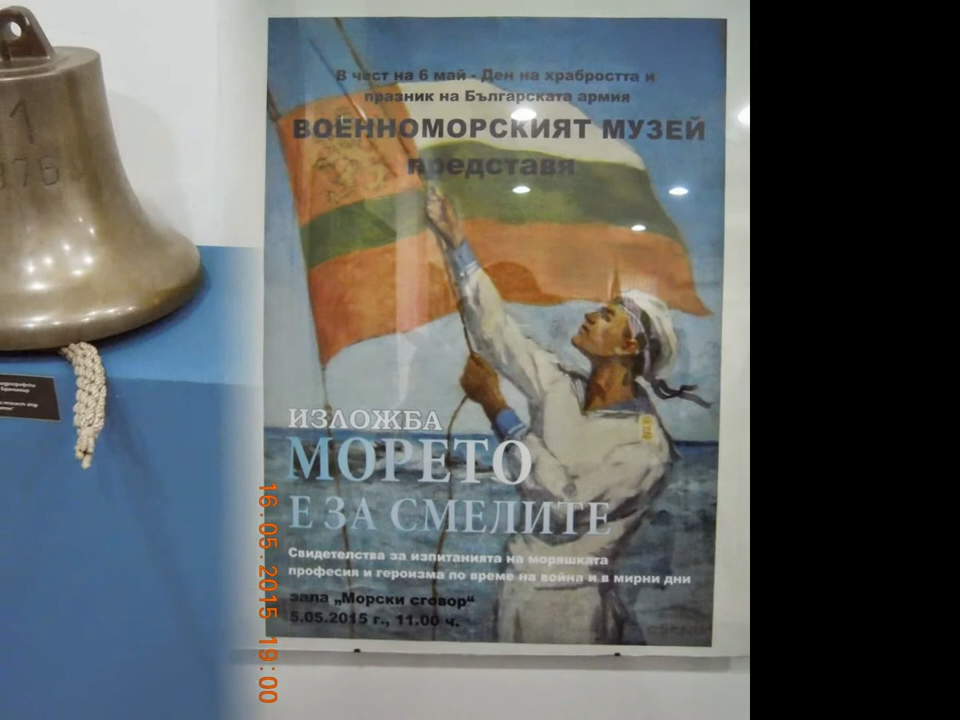 1
В чест на 6 май - Ден на храбростта и
празник на Българската армия
ВОЕННОМОРСКИЯТ МУЗЕЙ
представя
ИЗЛОЖБА
МОРЕТО
Е ЗА СМЕЛИТЕ
Свидетелства за изпитанията на моряшката
професия и героизма по време на война и в мирни дни
зала „Морски сговор“
5.05.2015 г., 11.00 ч.
16.05.2015 19:00